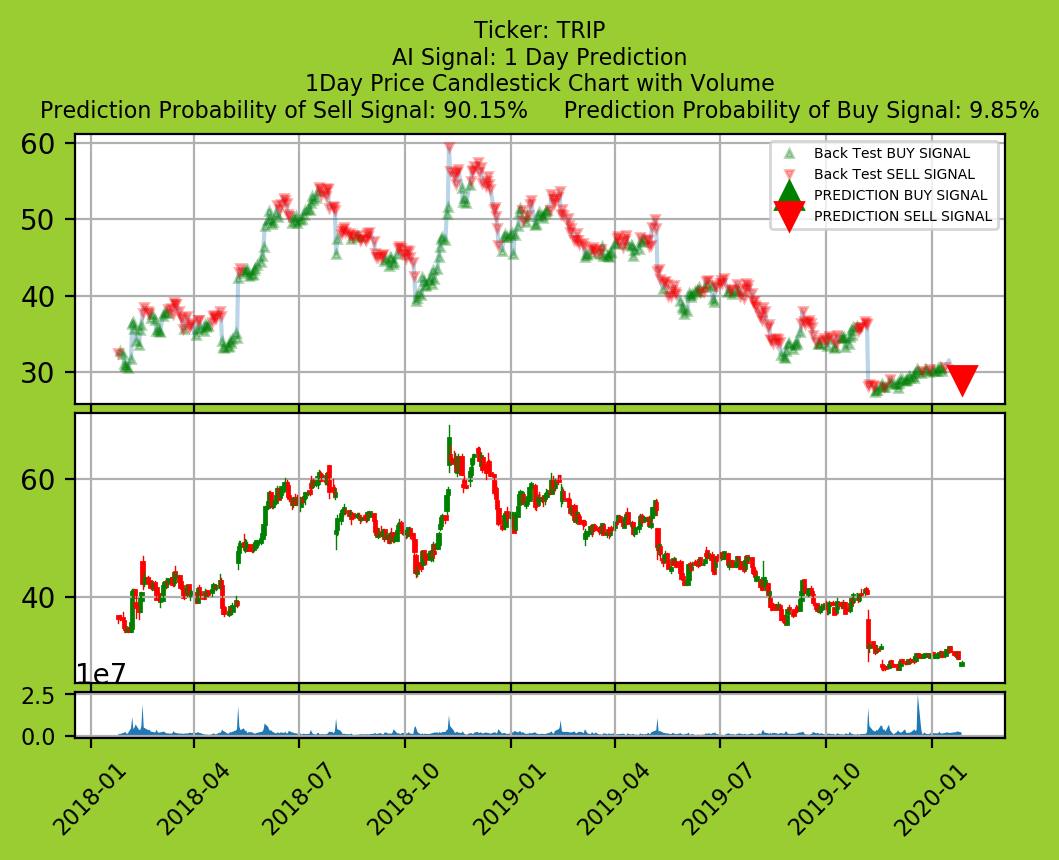 Ticker: TRIP
AI Signal: 1 Day Prediction
1Day Price Candlestick Chart with Volume
Prediction Probability of Sell Signal: 90.15% Prediction Probability of Buy Signal: 9.85%
60
50
40
30
Back Test BUY SIGNAL
Back Test SELL SIGNAL
PREDICTION BUY SIGNAL
PREDICTION SELL SIGNAL
60
40
1e7
2.5
0.0
2018-01 2018-04 2018-07 2018-10 2019-01 2019-04 2019-07 2019-10 2020-01